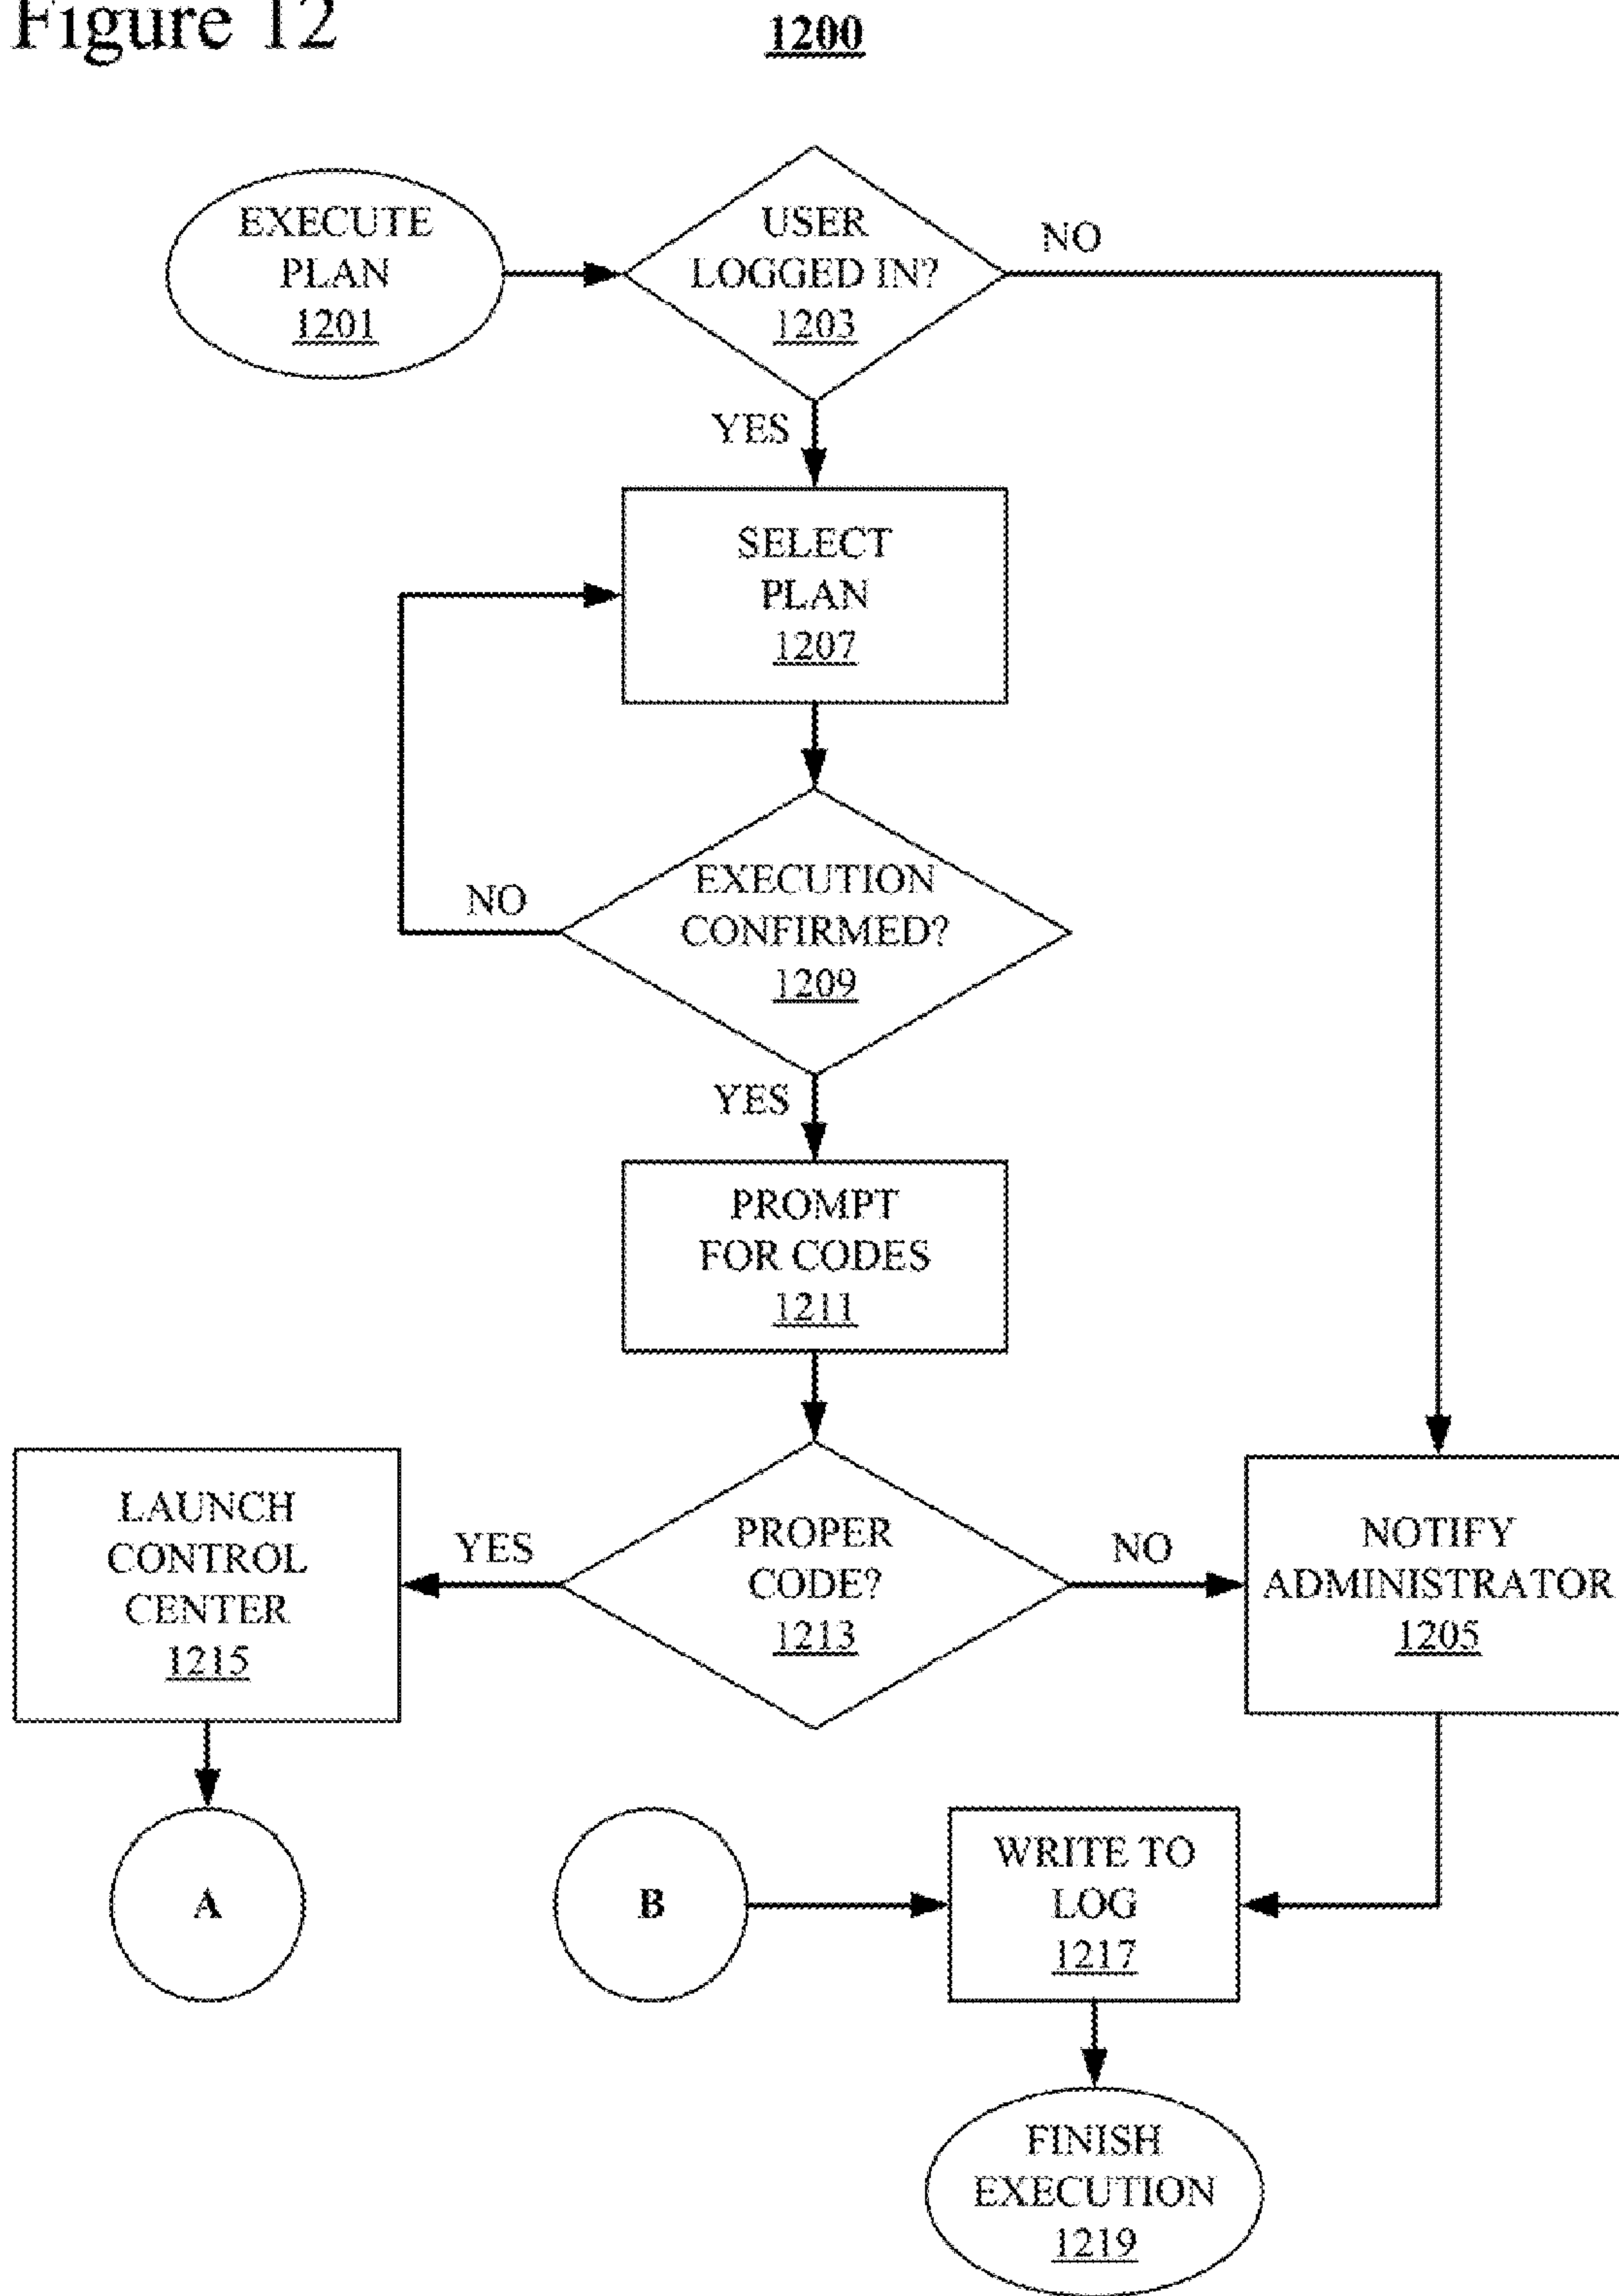 Figure 12
1200
EXECUTE
PLAN
1201
USER
LOGGED IN?
1203
NO
YES
SELECT
PLAN
1207
EXECUTION
CONFIRMED?
1209
NO
YES
PROMPT
FOR CODES
1211
LAUNCH
CONTROL
CENTER
1215
YES
PROPER
CODE?
1213
NO
NOTIFY
ADMINISTRATOR
1205
A
B
WRITE TO
LOG
1217
FINISH
EXECUTION
1219